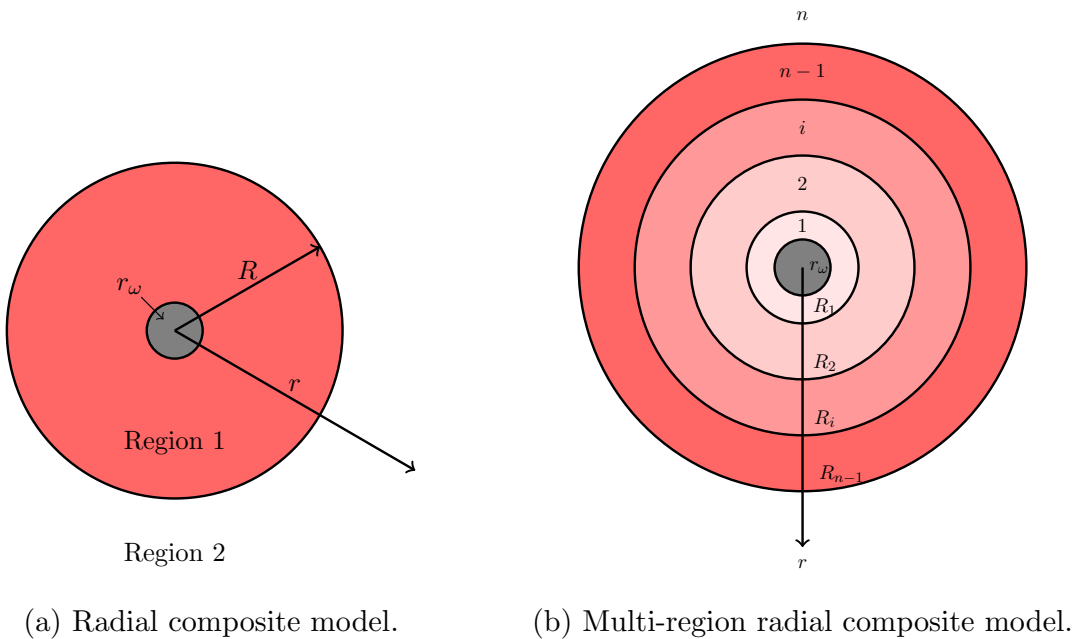 r_ω
R
r
Region 1
Region 2
(a) Radial composite model.
n
n − 1
i
2
1
r_ω
R_1
R_2
R_i
R_{n−1}
r
(b) Multi-region radial composite model.